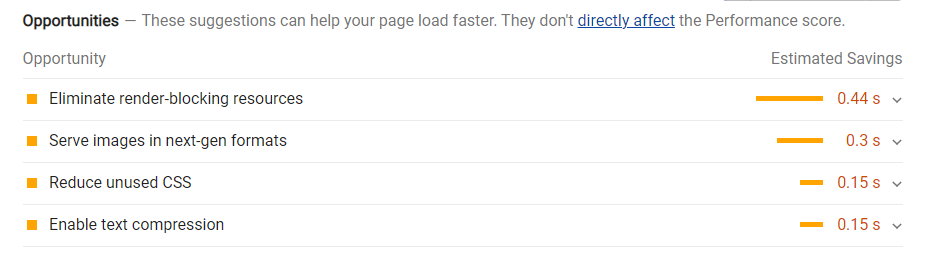 Opportunities — These suggestions can help your page load faster. They don't directly affect the Performance score.
Opportunity Estimated Savings
Eliminate render-blocking resources 0.44 s
Serve images in next-gen formats 0.3 s
Reduce unused CSS 0.15 s
Enable text compression 0.15 s